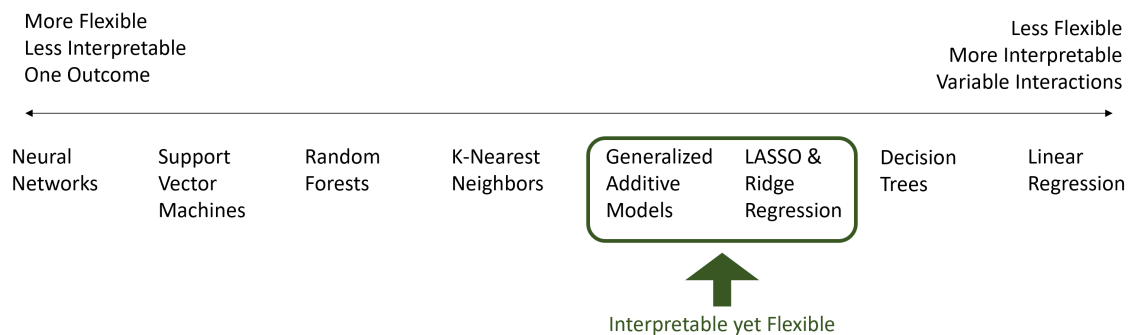 More Flexible
Less Interpretable
One Outcome
Less Flexible
More Interpretable
Variable Interactions
Neural
Networks
Support
Vector
Machines
Random
Forests
K-Nearest
Neighbors
Generalized
Additive
Models
LASSO &
Ridge
Regression
Decision
Trees
Linear
Regression
Interpretable yet Flexible